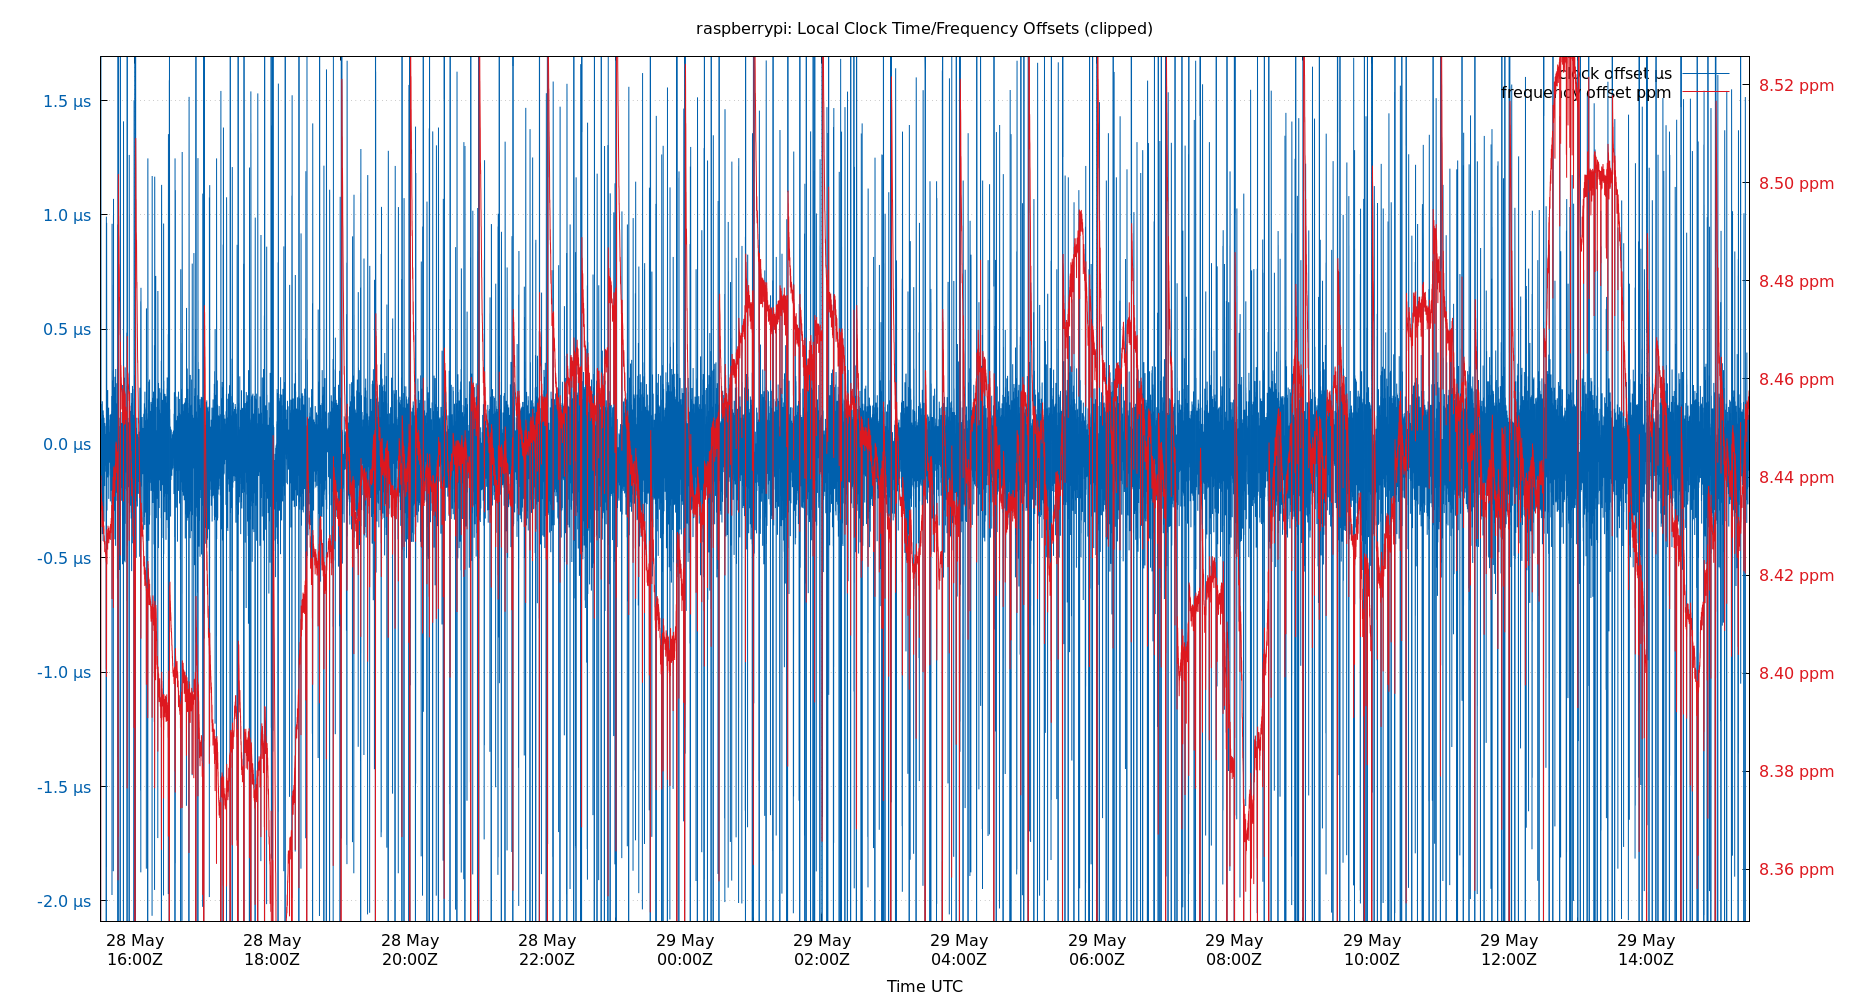 raspberrypi: Local Clock Time/Frequency Offsets (clipped)
clock offset µs
frequency offset ppm
1.5 µs
1.0 µs
0.5 µs
0.0 µs
-0.5 µs
-1.0 µs
-1.5 µs
-2.0 µs
8.52 ppm
8.50 ppm
8.48 ppm
8.46 ppm
8.44 ppm
8.42 ppm
8.40 ppm
8.38 ppm
8.36 ppm
28 May 28 May 28 May 28 May 29 May 29 May 29 May 29 May 29 May 29 May 29 May 29 May
16:00Z 18:00Z 20:00Z 22:00Z 00:00Z 02:00Z 04:00Z 06:00Z 08:00Z 10:00Z 12:00Z 14:00Z
Time UTC